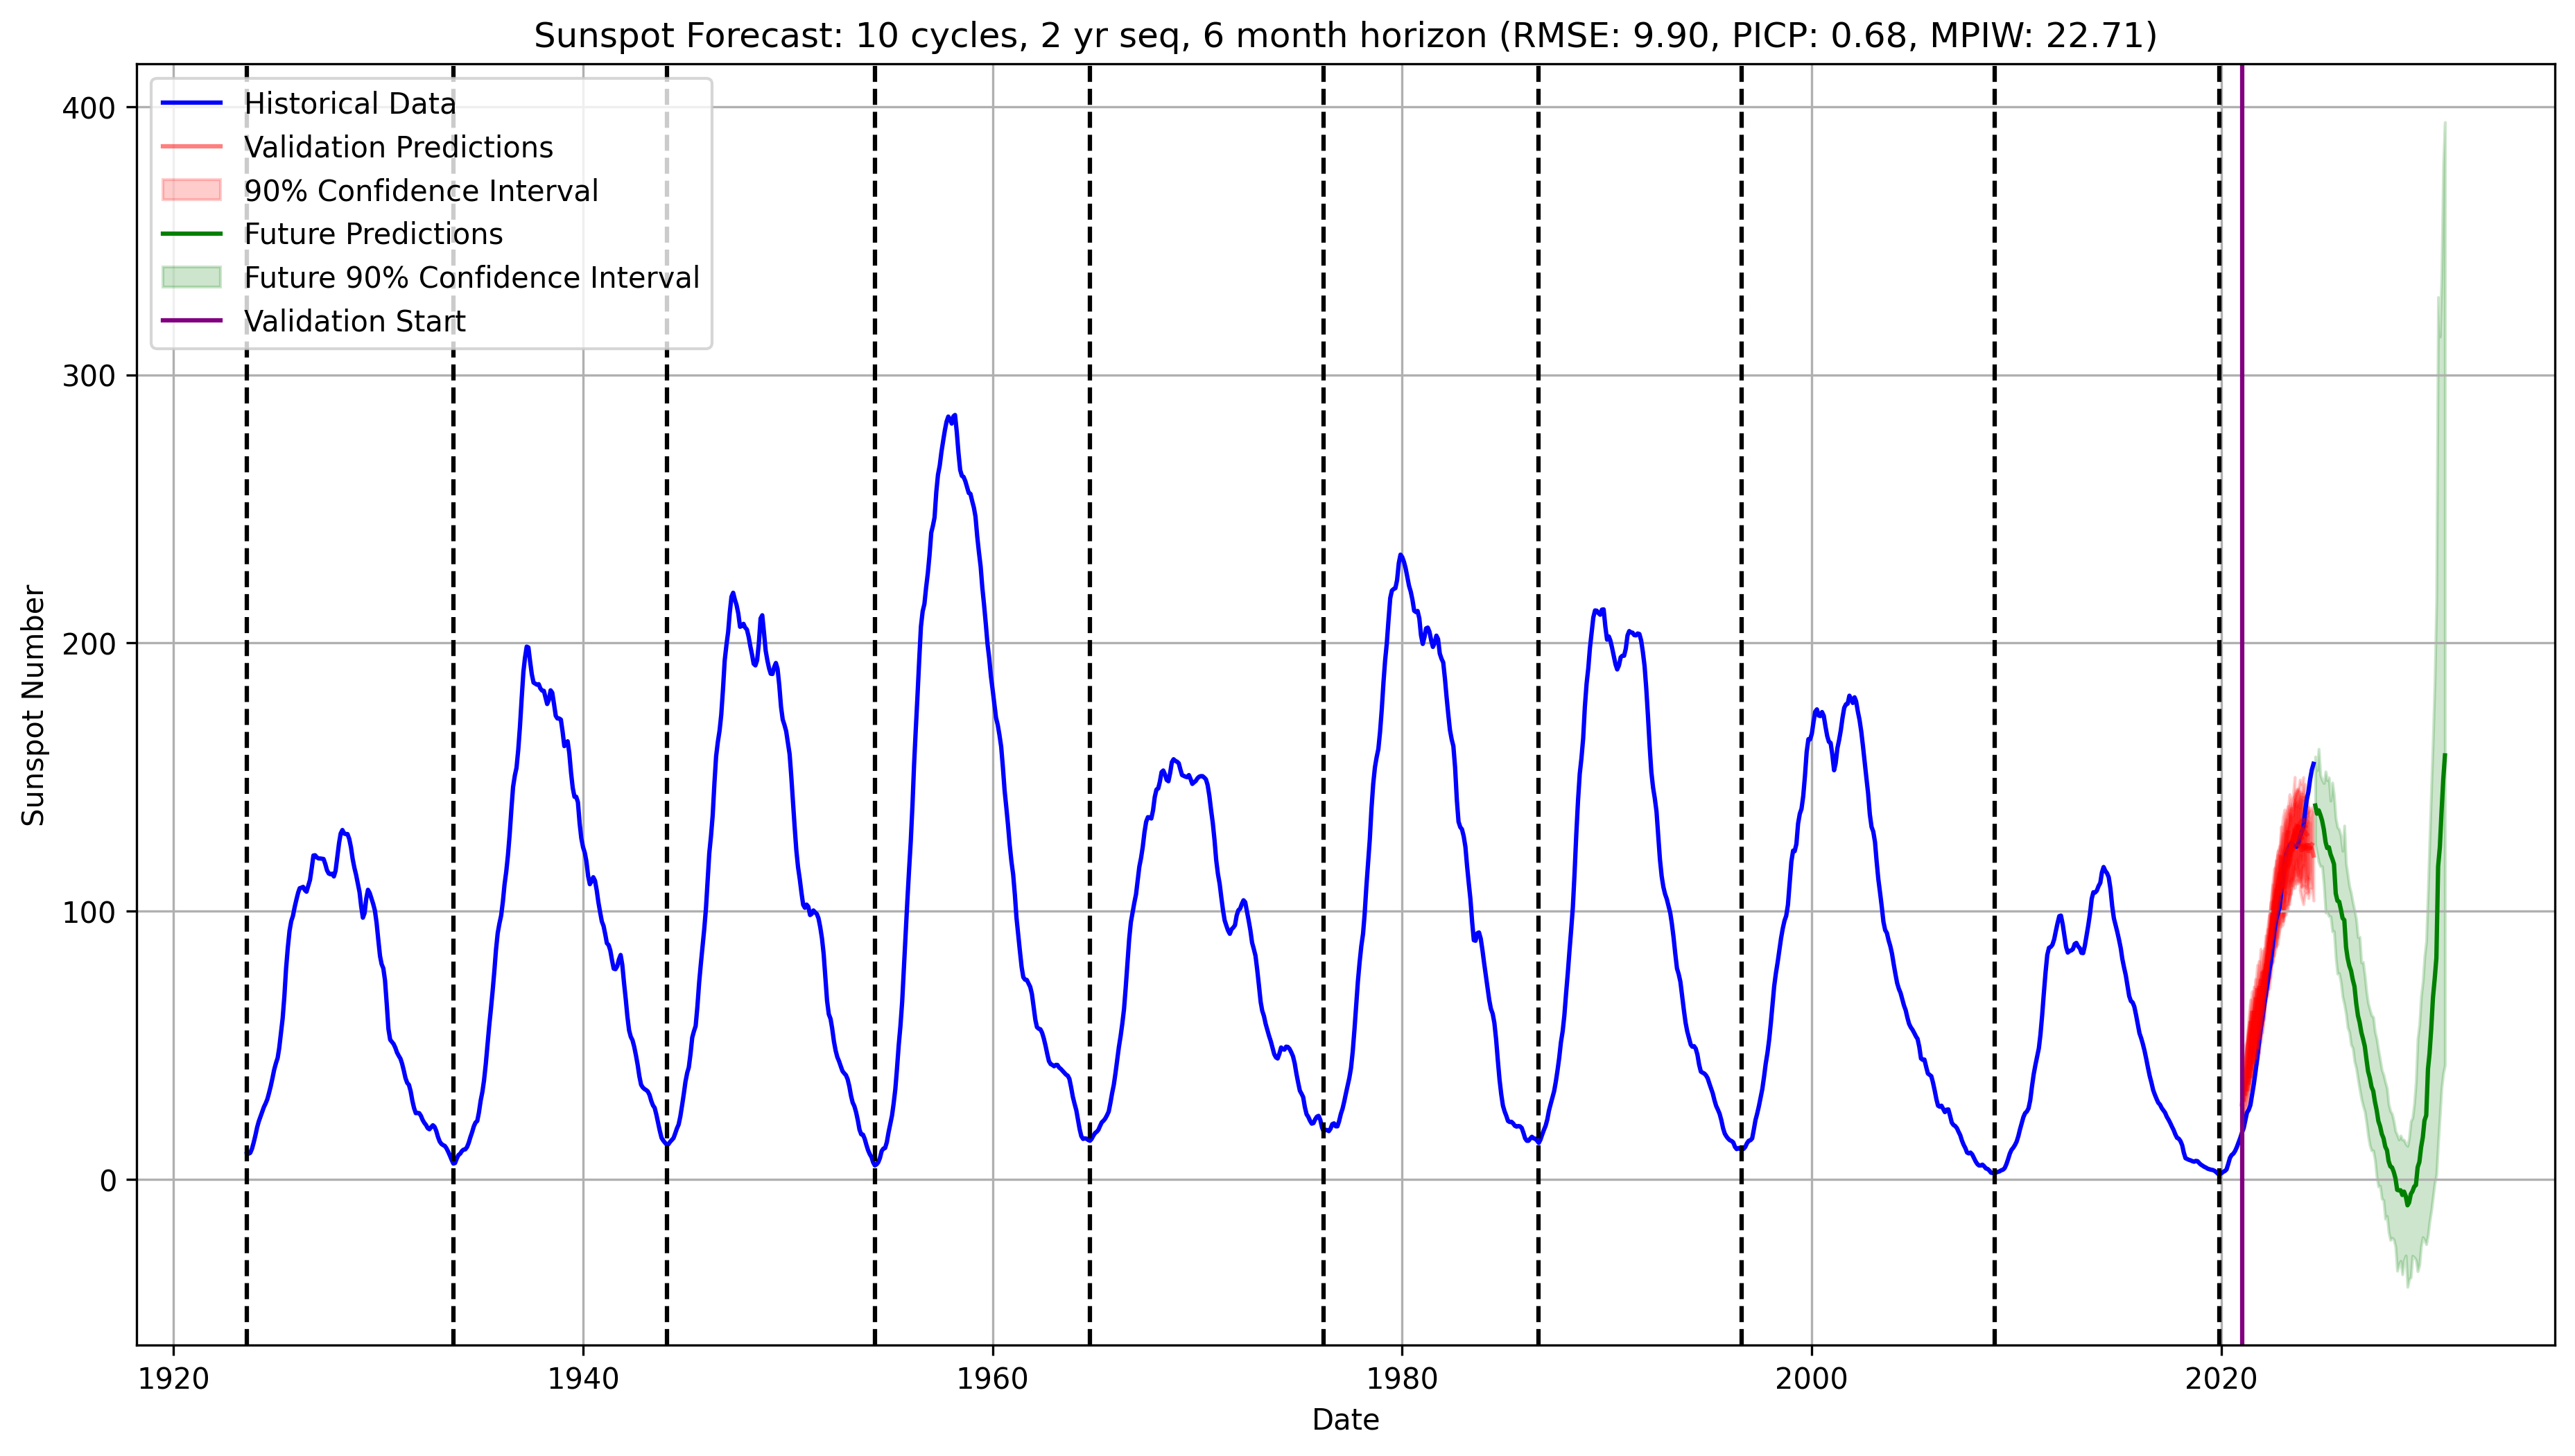 Sunspot Forecast: 10 cycles, 2 yr seq, 6 month horizon (RMSE: 9.90, PICP: 0.68, MPIW: 22.71)
Historical Data
Validation Predictions
90% Confidence Interval
Future Predictions
Future 90% Confidence Interval
Validation Start
400
300
200
100
0
Sunspot Number
1920 1940 1960 1980 2000 2020
Date